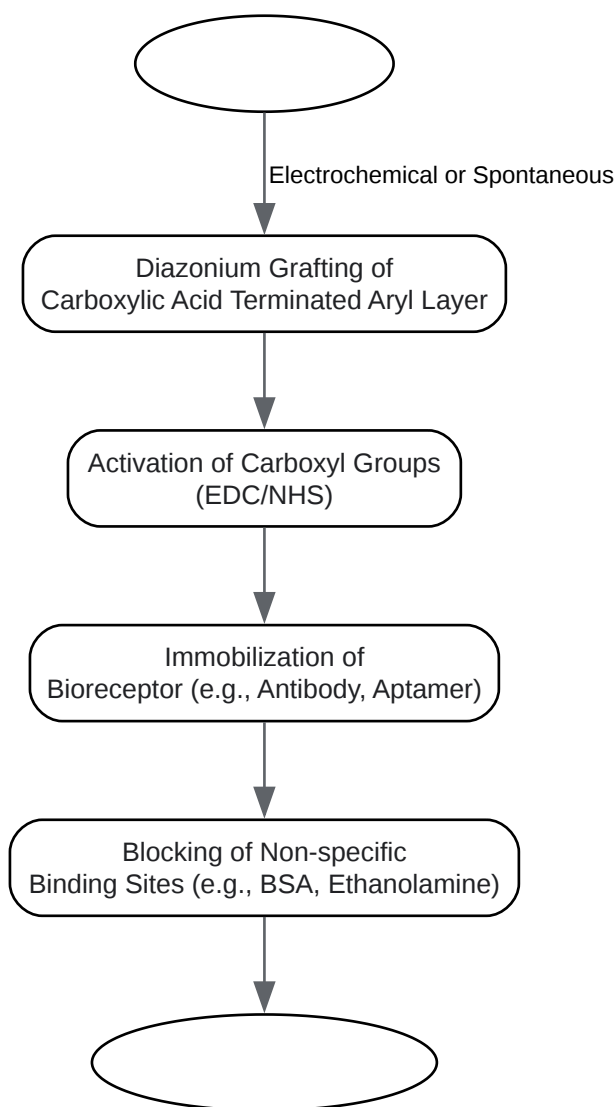 Electrochemical or Spontaneous
Diazonium Grafting of
Carboxylic Acid Terminated Aryl Layer
Activation of Carboxyl Groups
(EDC/NHS)
Immobilization of
Bioreceptor (e.g., Antibody, Aptamer)
Blocking of Non-specific
Binding Sites (e.g., BSA, Ethanolamine)